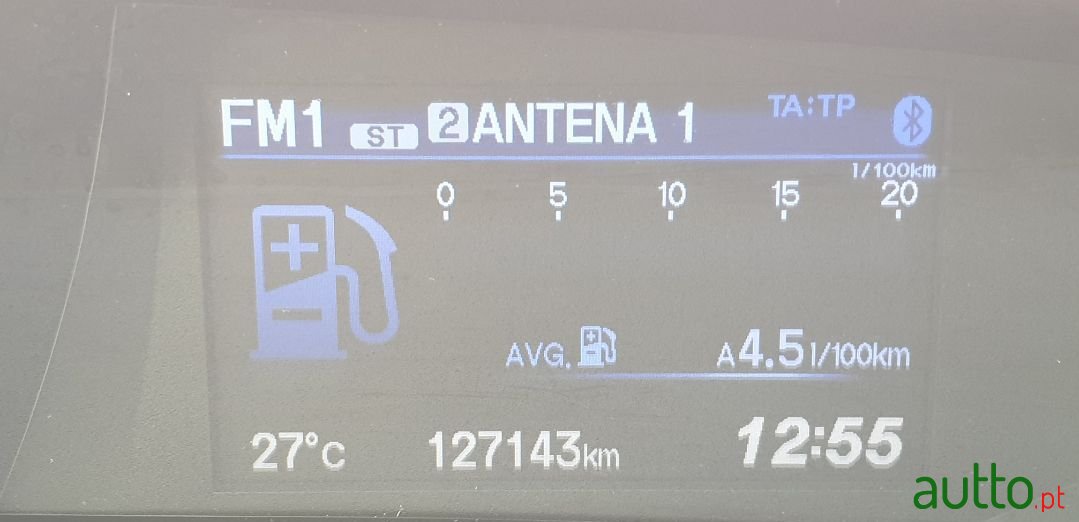 FM1 ST 2 ANTENA 1 TA:TP
l/100km
0 5 10 15 20
AVG. A 4.5 l/100km
27°C 127143km 12:55
autto.pt